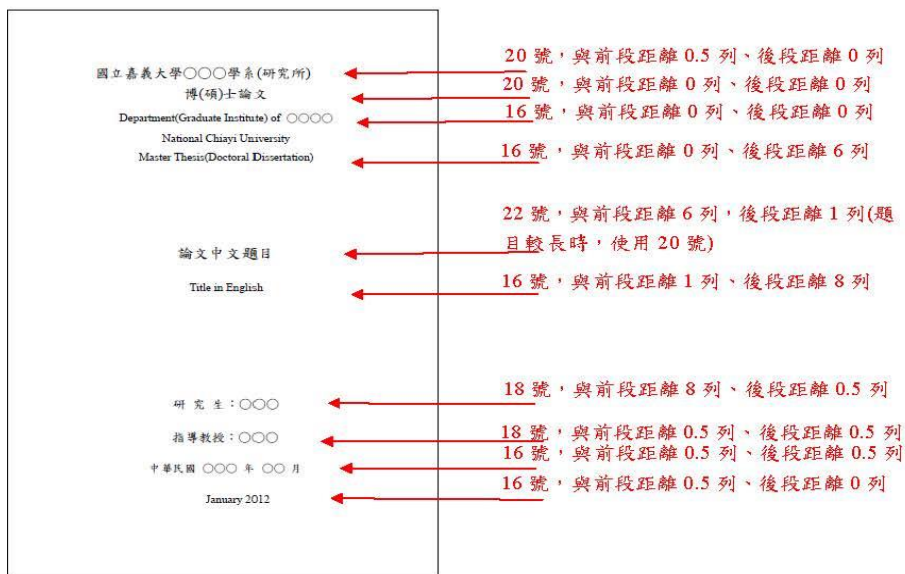 國立嘉義大學○○○學系(研究所)
20 號，與前段距離 0.5 列、後段距離 0 列
博(碩)士論文
20 號，與前段距離 0 列、後段距離 0 列
Department(Graduate Institute) of ○○○○
16 號，與前段距離 0 列、後段距離 0 列
National Chiayi University
Master Thesis(Doctoral Dissertation)
16 號，與前段距離 0 列、後段距離 6 列
論文中文題目
22 號，與前段距離 6 列，後段距離 1 列(題
目較長時，使用 20 號)
Title in English
16 號，與前段距離 1 列、後段距離 8 列
研 究 生：○○○
18 號，與前段距離 8 列、後段距離 0.5 列
指導教授：○○○
18 號，與前段距離 0.5 列、後段距離 0.5 列
中華民國 ○○○ 年 ○○ 月
16 號，與前段距離 0.5 列、後段距離 0.5 列
January 2012
16 號，與前段距離 0.5 列、後段距離 0 列